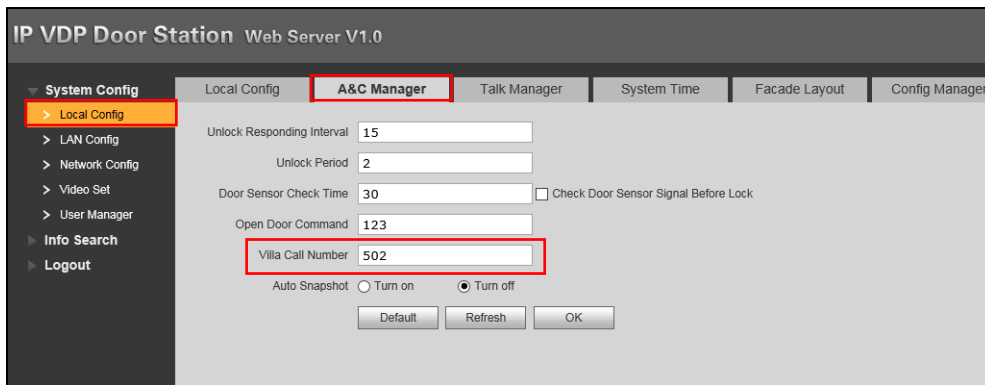 IP VDP Door Station Web Server V1.0
System Config
Local Config
LAN Config
Network Config
Video Set
User Manager
Info Search
Logout
Local Config A&C Manager Talk Manager System Time Facade Layout Config Manager
Unlock Responding Interval 15
Unlock Period 2
Door Sensor Check Time 30 Check Door Sensor Signal Before Lock
Open Door Command 123
Villa Call Number 502
Auto Snapshot Turn on Turn off
Default Refresh OK